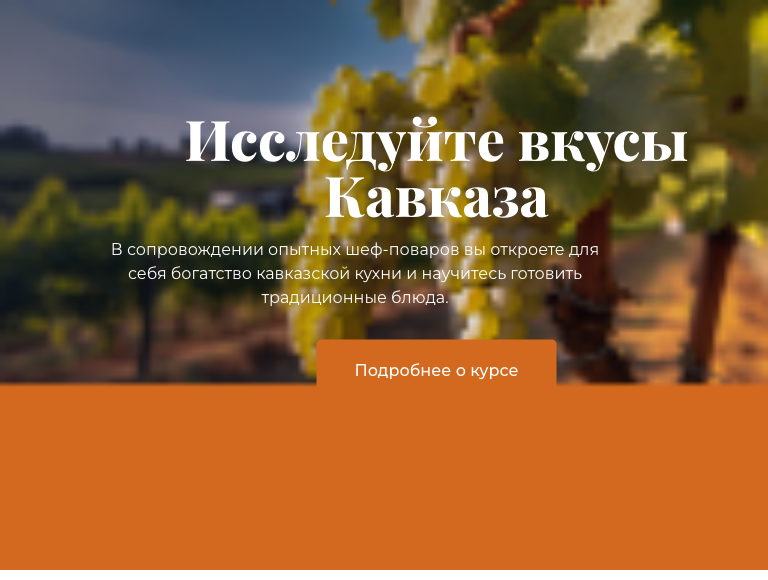 Исследуйте вкусы
Кавказа
В сопровождении опытных шеф-поваров вы откроете для
себя богатство кавказской кухни и научитесь готовить
традиционные блюда.
Подробнее о курсе